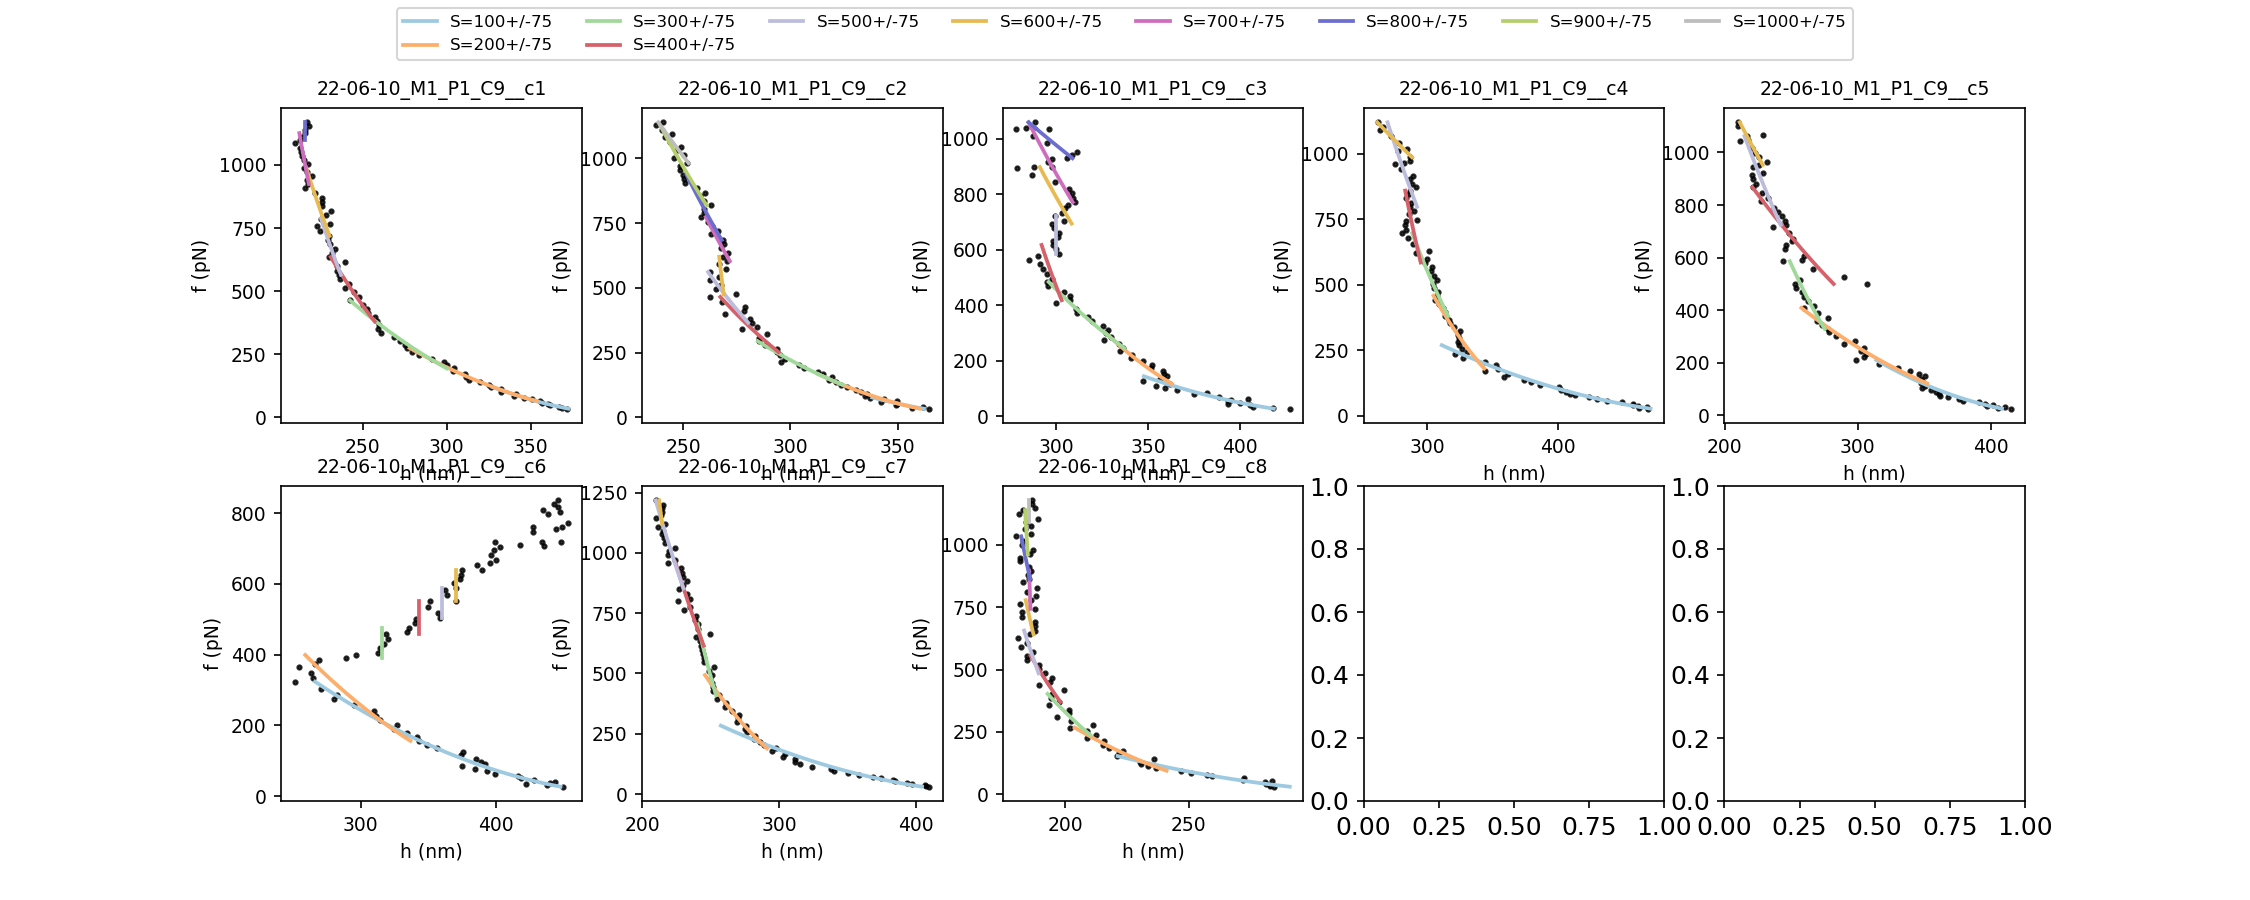 S=100+/-75 S=300+/-75 S=500+/-75 S=600+/-75 S=700+/-75 S=800+/-75 S=900+/-75 S=1000+/-75
S=200+/-75 S=400+/-75
22-06-10_M1_P1_C9__c1 22-06-10_M1_P1_C9__c2 22-06-10_M1_P1_C9__c3 22-06-10_M1_P1_C9__c4 22-06-10_M1_P1_C9__c5
f (pN) f (pN) f (pN) f (pN) f (pN)
1000 1000 1000 1000 1000
750 750 800 750 800
500 500 600 500 600
250 250 400 250 400
0 0 200 0 200
0 0
250 300 350 250 300 350 300 350 400 300 400 200 300 400
h (nm) h (nm) h (nm) h (nm) h (nm)
22-06-10_M1_P1_C9__c6 22-06-10_M1_P1_C9__c7 22-06-10_M1_P1_C9__c8
f (pN) f (pN) f (pN)
800 1250 1000 1.0 1.0
600 1000 750 0.8 0.8
400 750 500 0.6 0.6
200 500 250 0.4 0.4
0 250 0 0.2 0.2
0 0.0 0.0
300 400 200 300 400 200 250 0.00 0.25 0.50 0.75 1.00 0.00 0.25 0.50 0.75 1.00
h (nm) h (nm) h (nm)